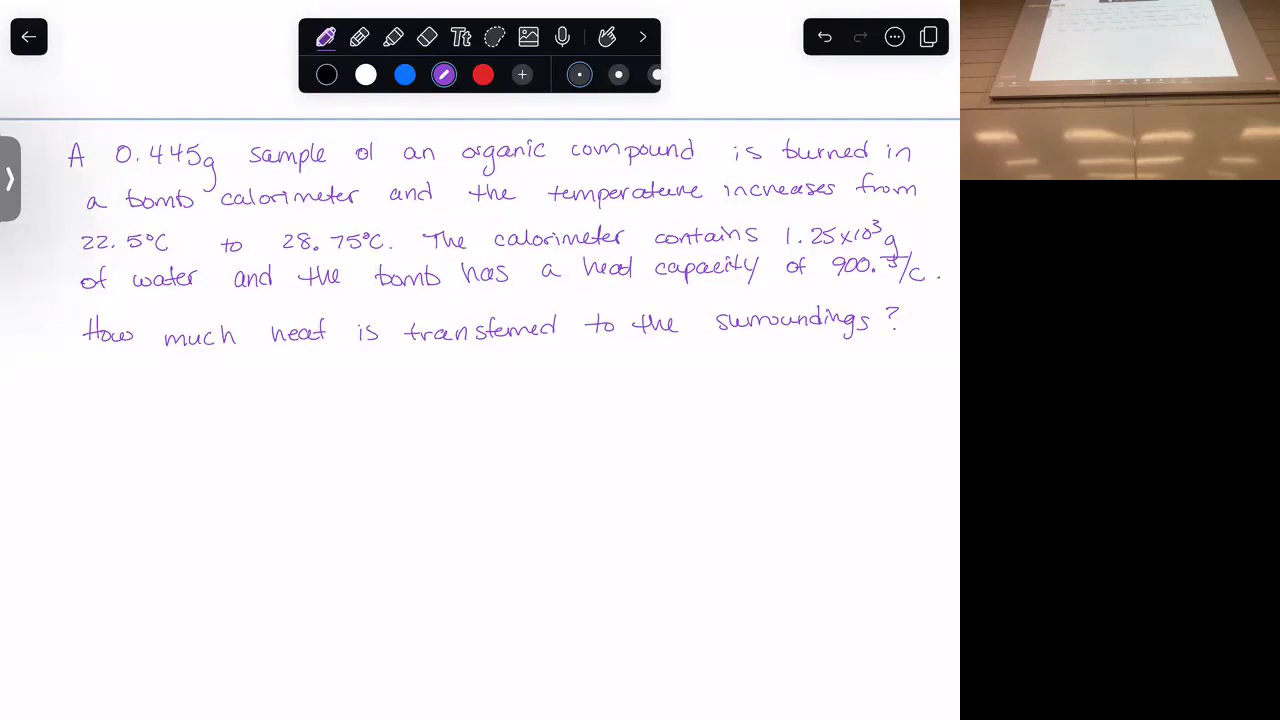 Tt
A 0.445g sample of an organic compound is burned in
a bomb calorimeter and the temperature increases from
22.5°C to 28.75°C. The calorimeter contains 1.25x10³g
of water and the bomb has a heat capacity of 900. J/C.
How much heat is transferred to the surroundings?